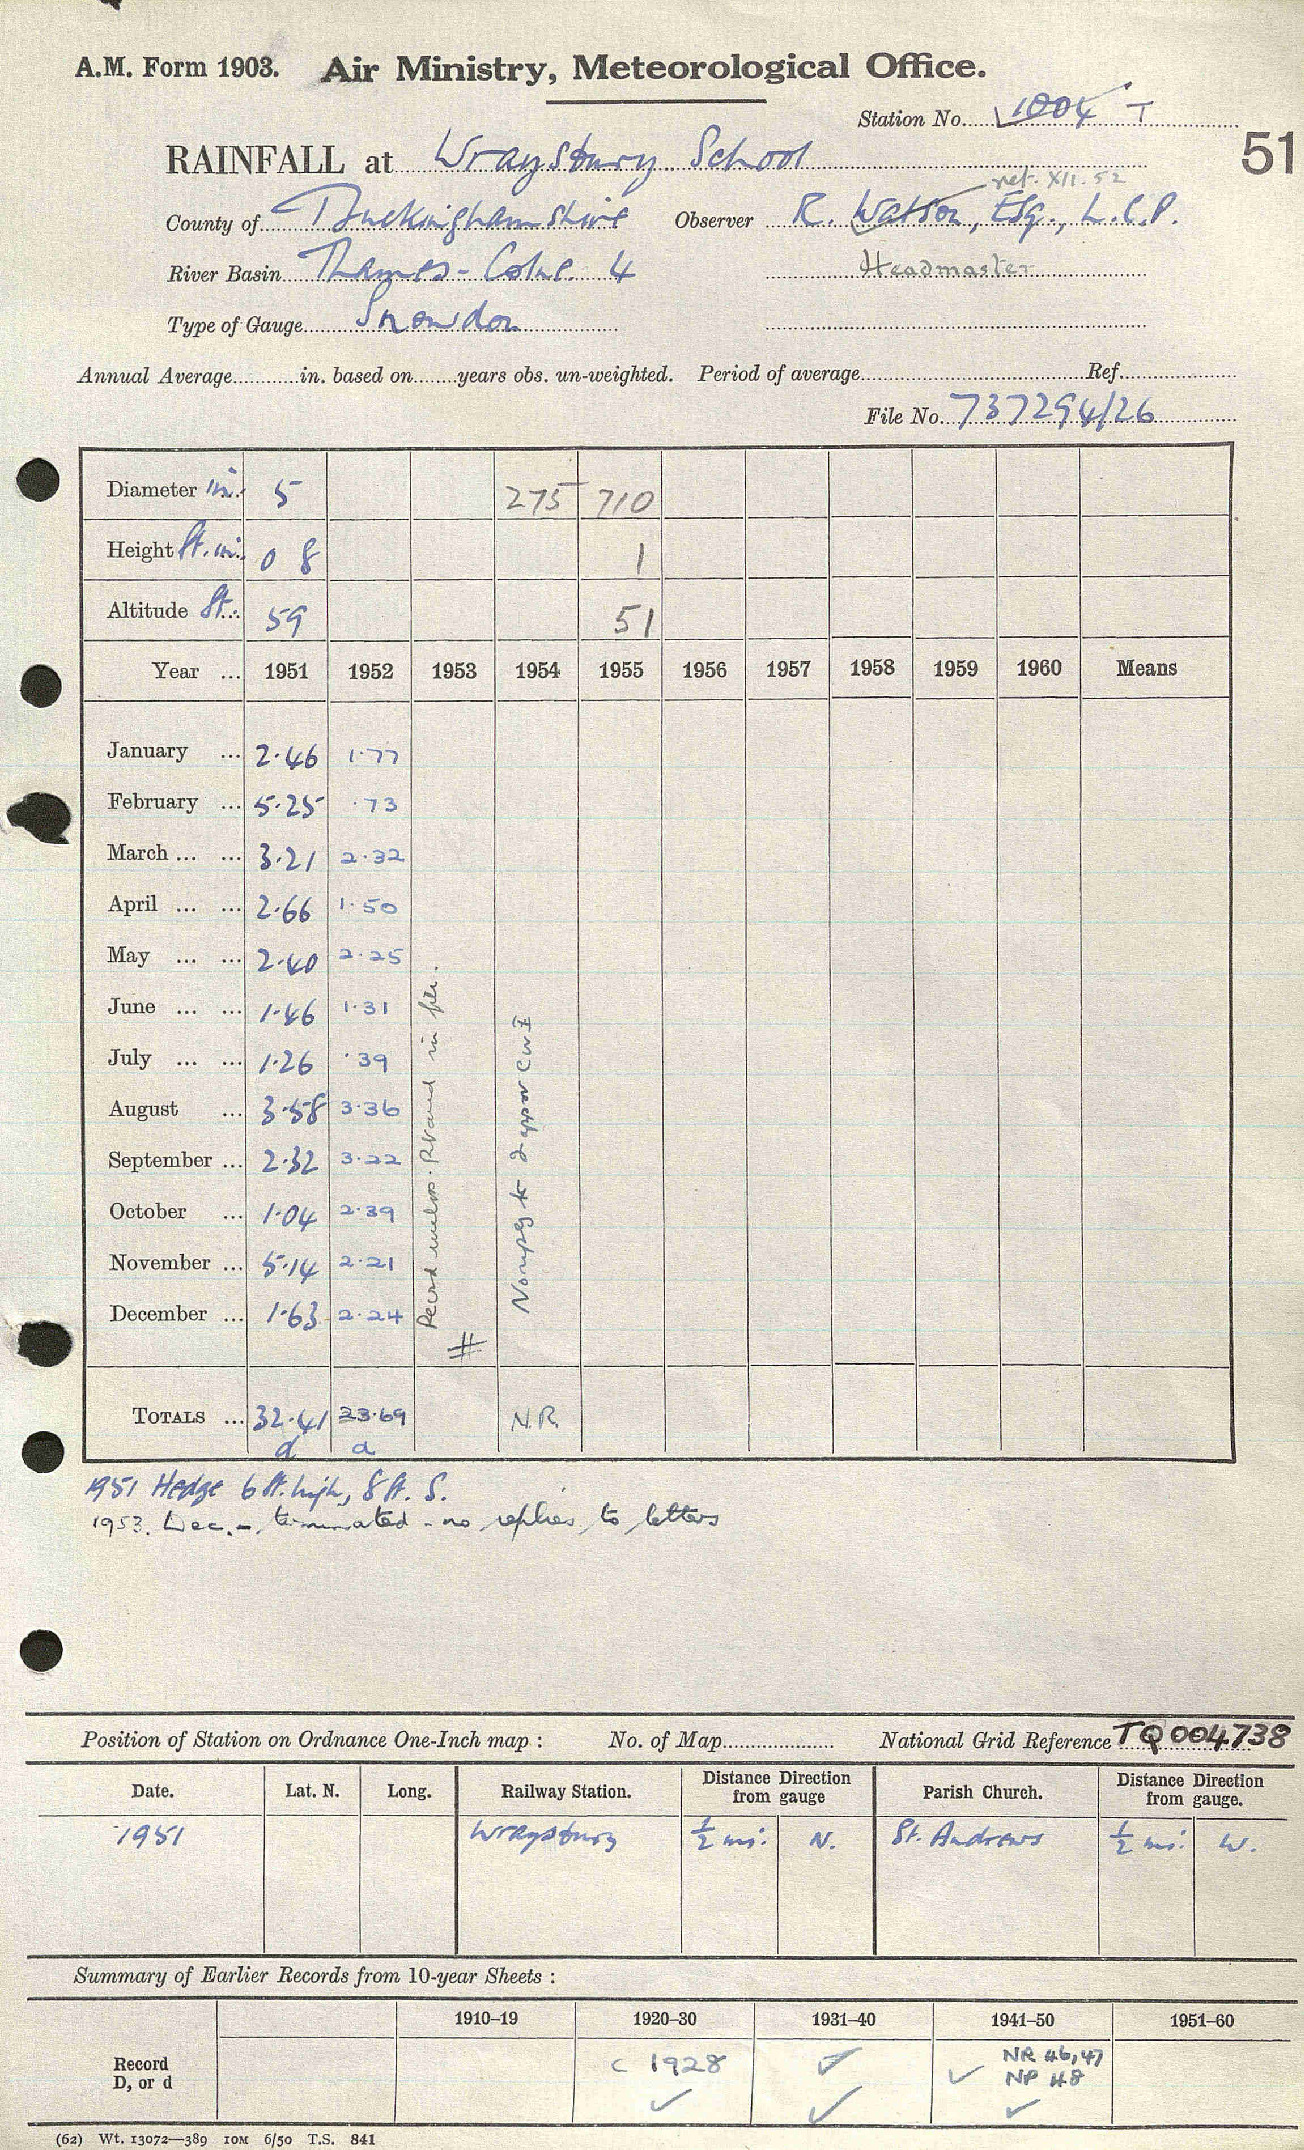 A.M. Form 1903. Air Ministry, Meteorological Office.
Station No. 1004 T
51
RAINFALL at Wraysbury School
ret. XII. 52
County of Buckinghamshire Observer R. Watson, Esq., L.C.P.
River Basin Thames - Colne 4 Headmaster
Type of Gauge Snowdon
Annual Average in. based on years obs. un-weighted. Period of average Ref.
File No. 737294/26
Diameter in. 5 275 710
Height ft. in. 0 8 1
Altitude ft. 59 51
Year ... 1951 1952 1953 1954 1955 1956 1957 1958 1959 1960 Means
January ... 2.46 1.77
February ... 5.25 .73
March ... ... 3.21 2.32
April ... ... 2.66 1.50
May ... ... 2.40 2.25
June ... ... 1.46 1.31
July ... ... 1.26 .39
August ... 3.58 3.36
September ... 2.32 3.22
October ... 1.04 2.39
November ... 5.14 2.21
December ... 1.63 2.24
Record in file.
to
#
TOTALS ... 32.41 23.69 N.R.
d a
1951 Hedge 6 ft. high, 8 ft. S.
1953. Dec. - terminated - no replies to letters
Position of Station on Ordnance One-Inch map : No. of Map National Grid Reference TQ 004738
Date. Lat. N. Long. Railway Station. Distance from gauge Direction Parish Church. Distance from gauge. Direction
1951 Wraysbury ½ mi. N. St. Andrews ½ mi. W.
Summary of Earlier Records from 10-year Sheets :
1910–19 1920–30 1931–40 1941–50 1951–60
Record D, or d c 1928 ✓ ✓ ✓ ✓ NR 46,47
NP 48 ✓
(62) Wt. 13072—389 10M 6/50 T.S. 841